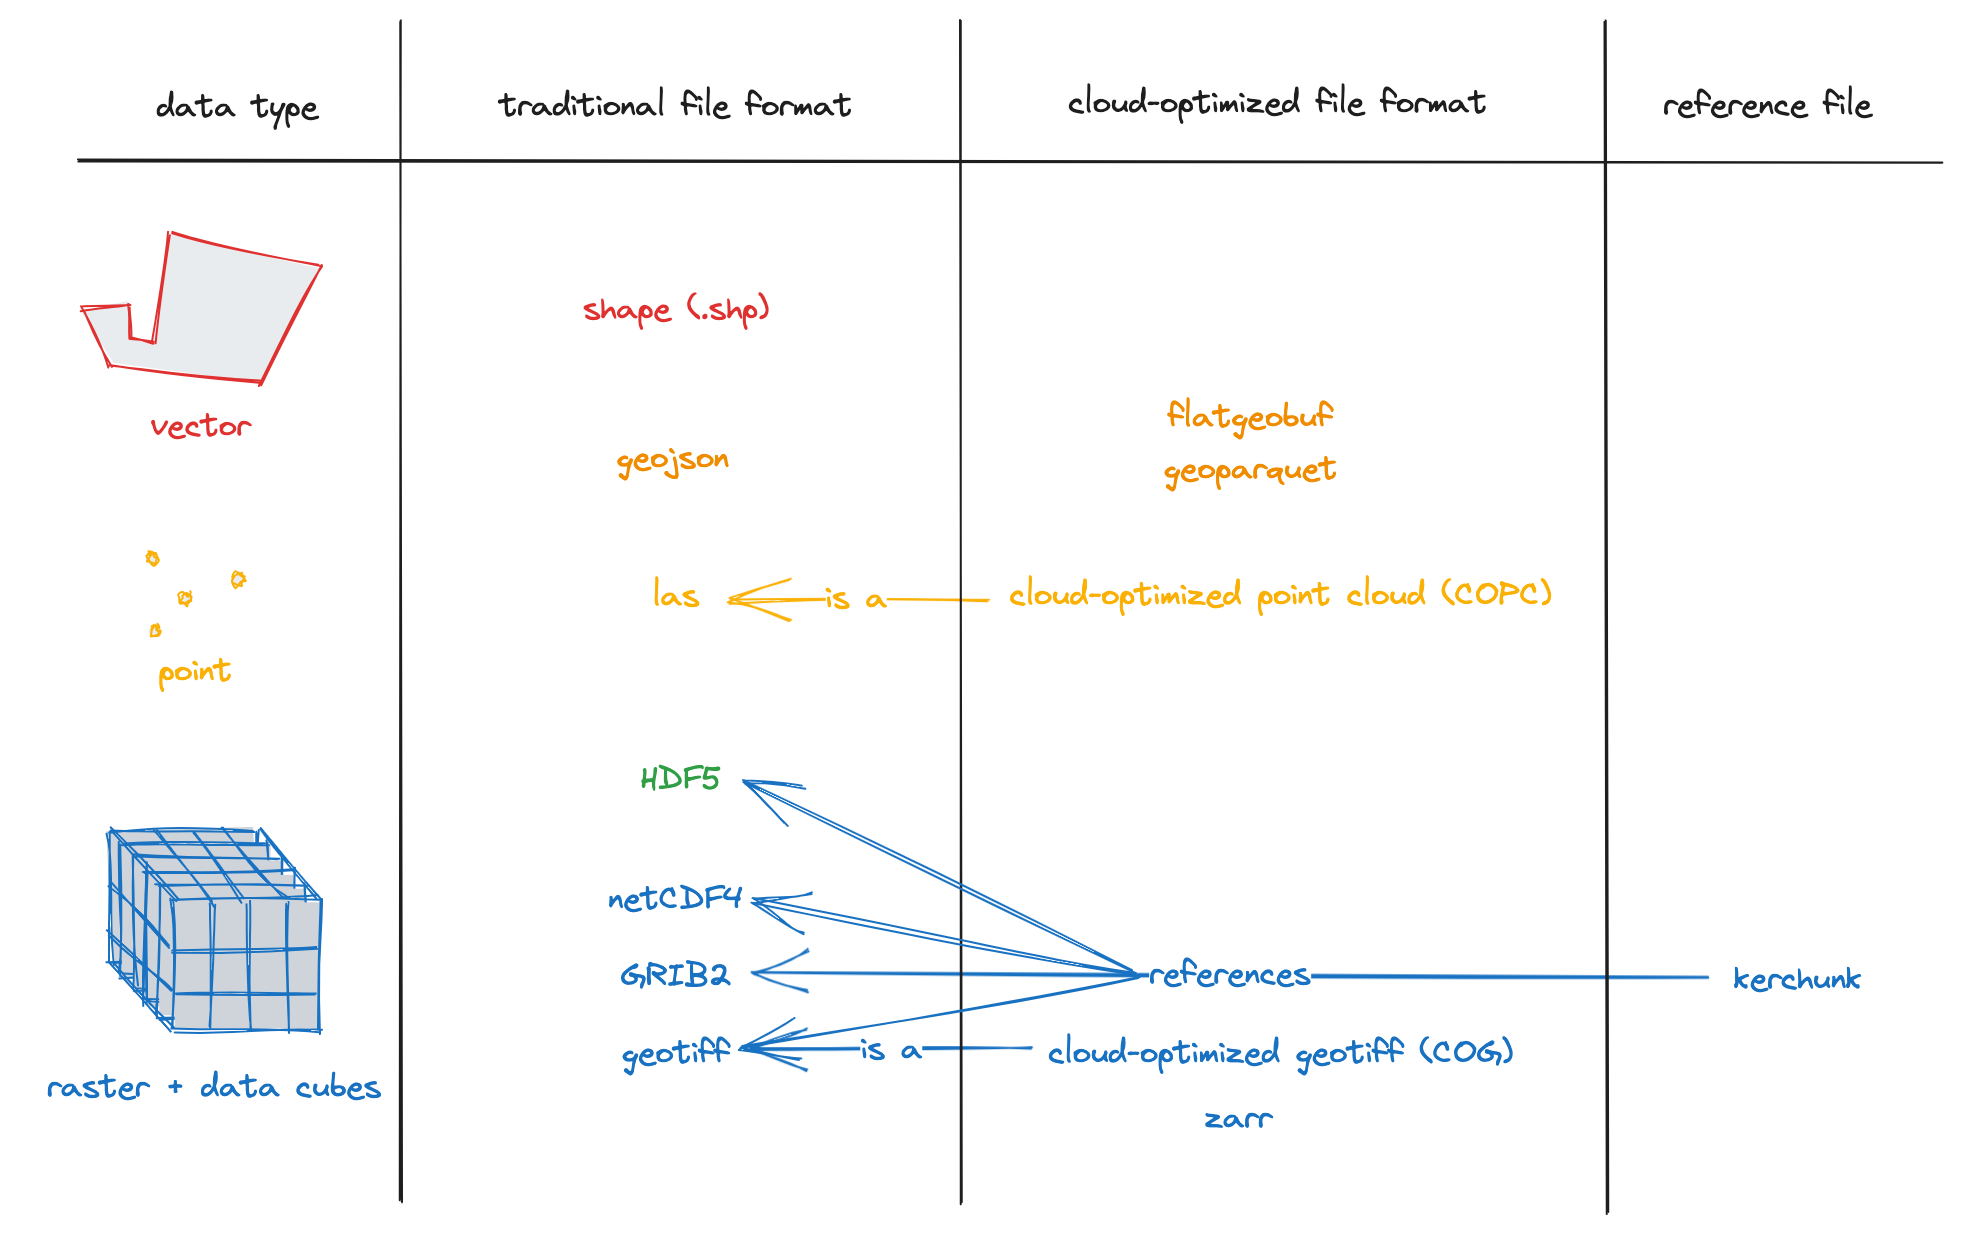 data type
traditional file format
cloud-optimized file format
reference file
shape (.shp)
vector
flatgeobuf
geojson
geoparquet
las
is a
cloud-optimized point cloud (COPC)
point
HDF5
netCDF4
GRIB2
references
kerchunk
geotiff
is a
cloud-optimized geotiff (COG)
raster + data cubes
zarr